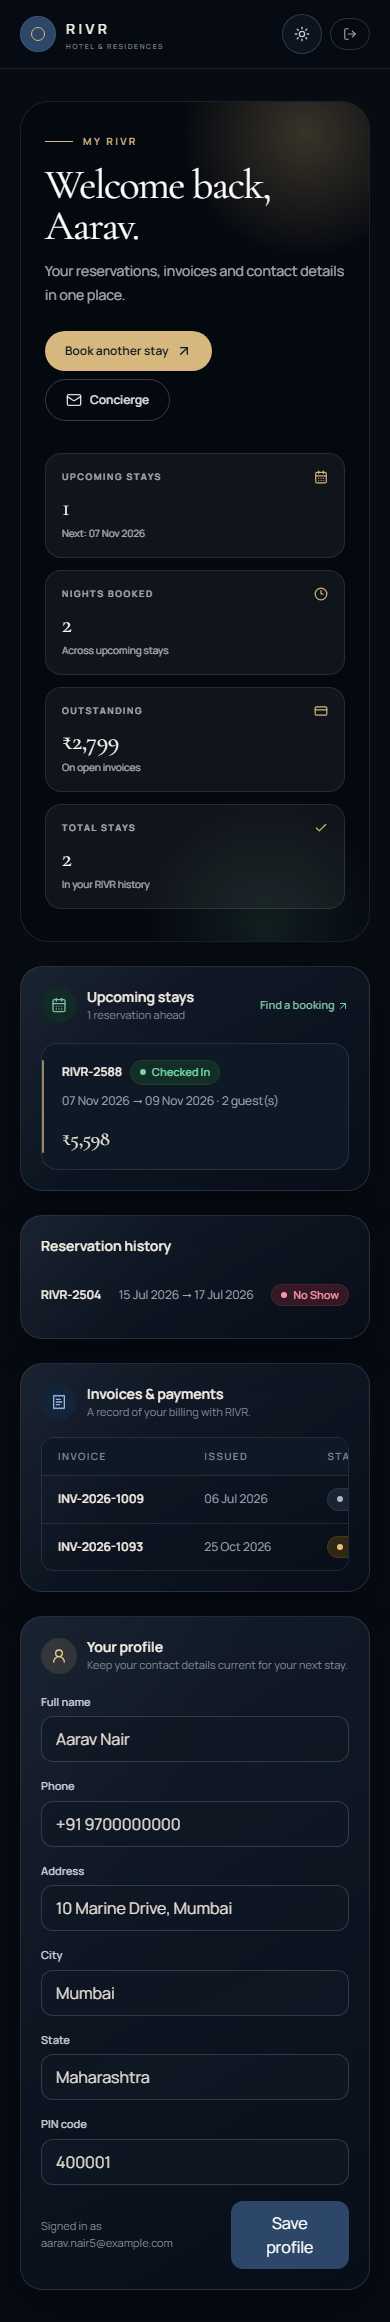 RIVR
HOTEL & RESIDENCES
MY RIVR
Welcome back,
Aarav.
Your reservations, invoices and contact details
in one place.
Book another stay
Concierge
UPCOMING STAYS
1
Next: 07 Nov 2026
NIGHTS BOOKED
2
Across upcoming stays
OUTSTANDING
₹2,799
On open invoices
TOTAL STAYS
2
In your RIVR history
Upcoming stays
1 reservation ahead
Find a booking
RIVR-2588 Checked In
07 Nov 2026 → 09 Nov 2026 · 2 guest(s)
₹5,598
Reservation history
RIVR-2504 15 Jul 2026 → 17 Jul 2026 No Show
Invoices & payments
A record of your billing with RIVR.
INVOICE ISSUED STA
INV-2026-1009 06 Jul 2026
INV-2026-1093 25 Oct 2026
Your profile
Keep your contact details current for your next stay.
Full name
Aarav Nair
Phone
+91 9700000000
Address
10 Marine Drive, Mumbai
City
Mumbai
State
Maharashtra
PIN code
400001
Signed in as
aarav.nair5@example.com
Save
profile